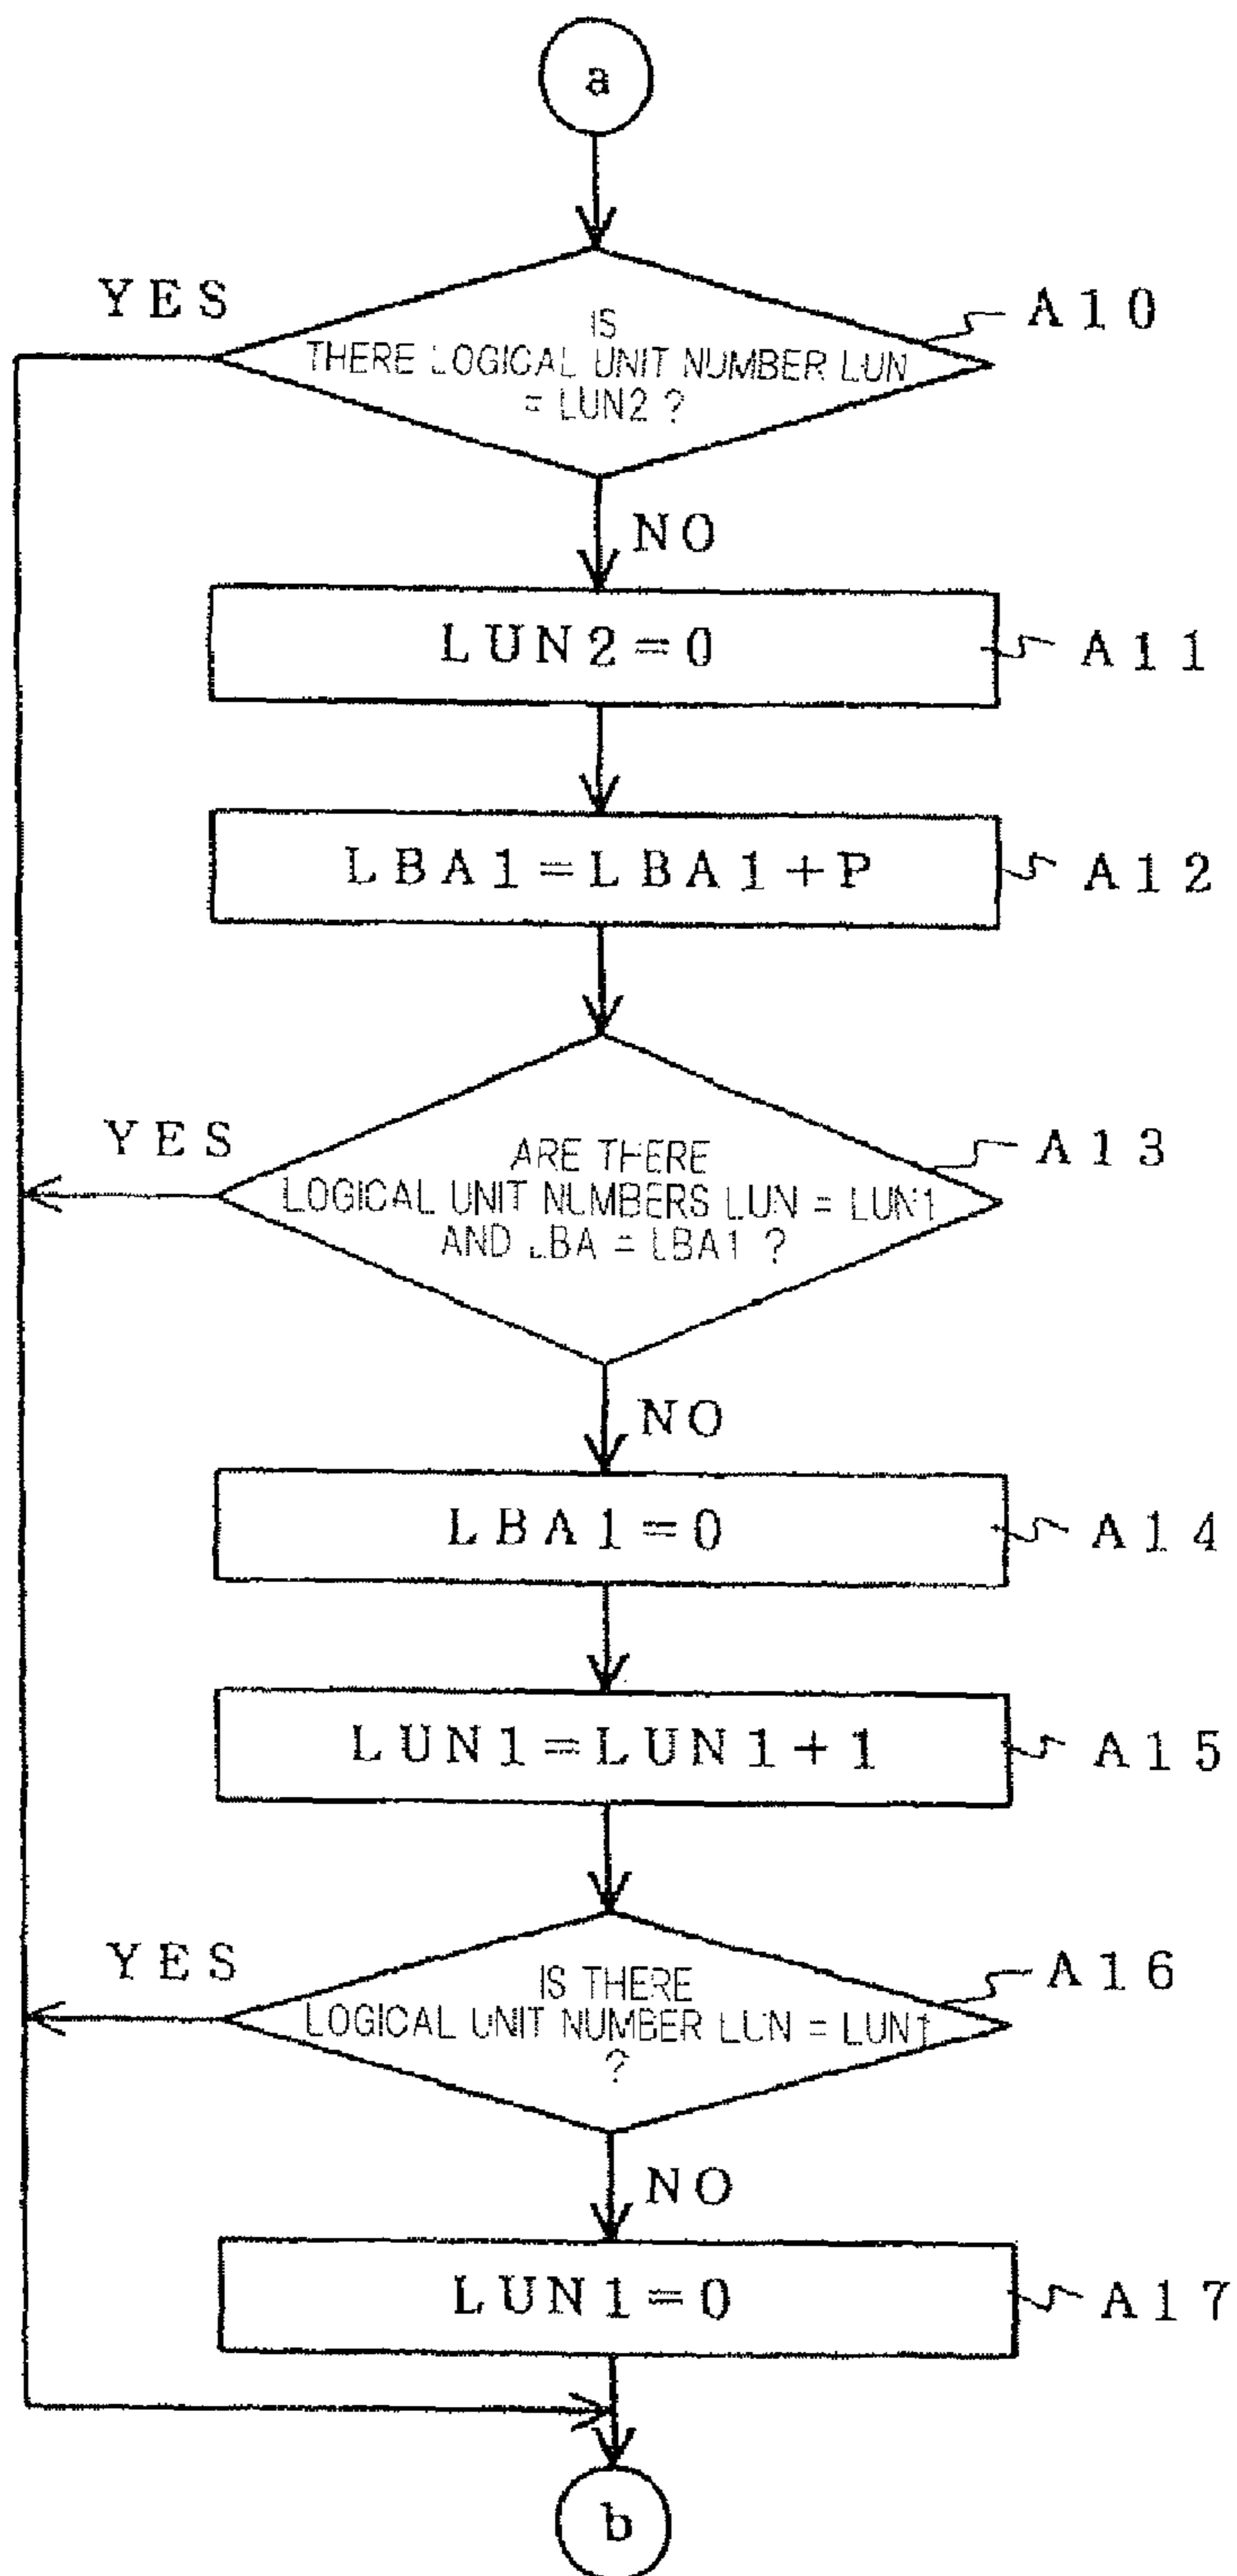 a
YES
A10
IS
THERE LOGICAL UNIT NUMBER LUN
= LUN2 ?
NO
LUN2=0
A11
LBA1=LBA1+P
A12
YES
A13
ARE THERE
LOGICAL UNIT NUMBERS LUN = LUN1
AND LBA = LBA1 ?
NO
LBA1=0
A14
LUN1=LUN1+1
A15
YES
A16
IS THERE
LOGICAL UNIT NUMBER LUN = LUN1
?
NO
LUN1=0
A17
b